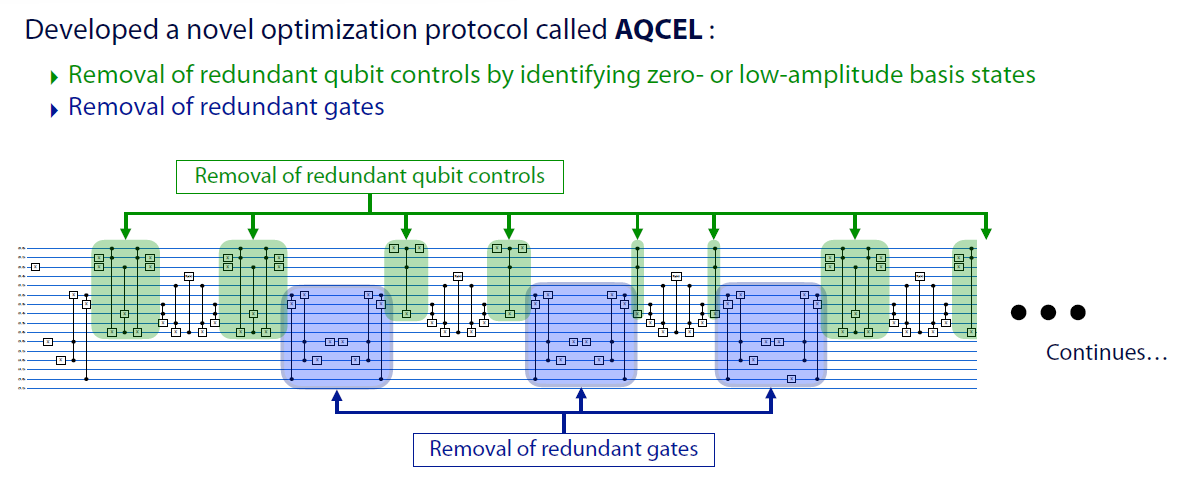 Developed a novel optimization protocol called AQCEL :
Removal of redundant qubit controls by identifying zero- or low-amplitude basis states
Removal of redundant gates
Removal of redundant qubit controls
Continues…
Removal of redundant gates